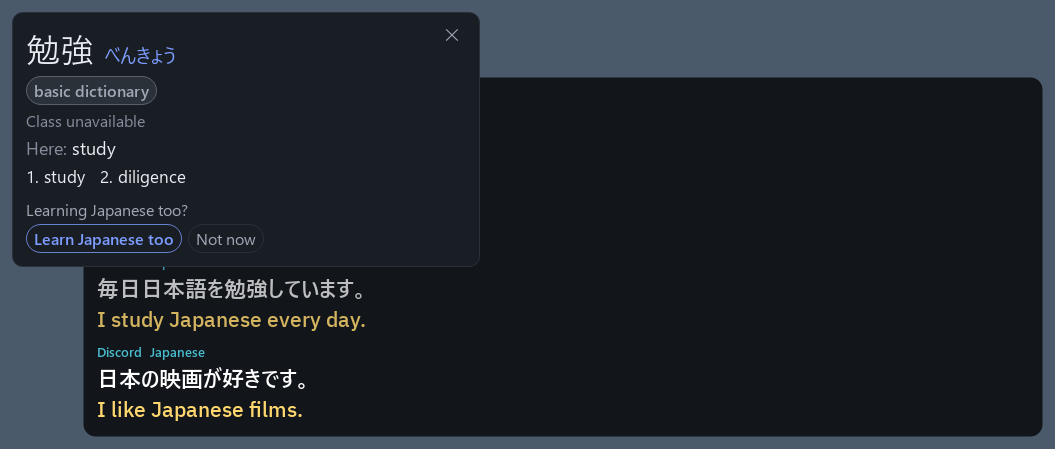 勉強 べんきょう
basic dictionary
Class unavailable
Here: study
1. study 2. diligence
Learning Japanese too?
Learn Japanese too Not now
毎日日本語を勉強しています。
I study Japanese every day.
Discord Japanese
日本の映画が好きです。
I like Japanese films.